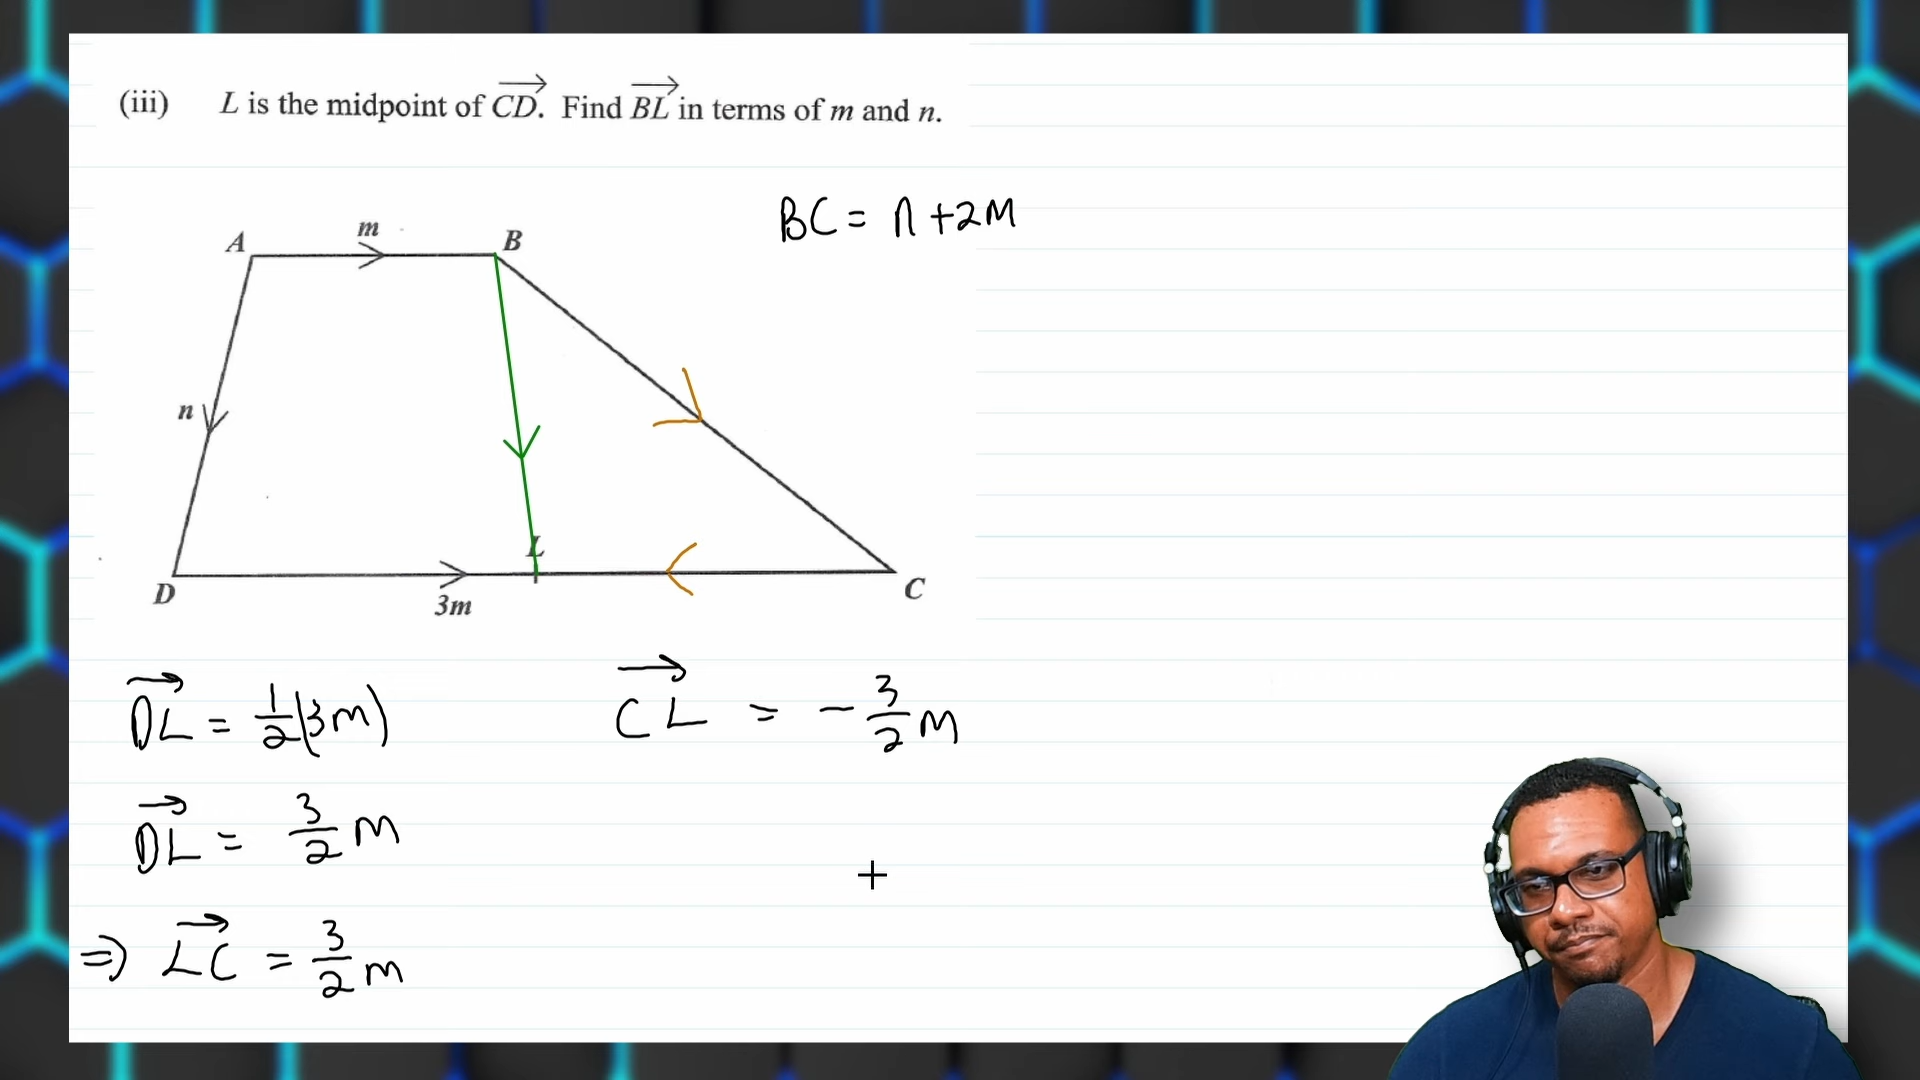 (iii) L is the midpoint of CD. Find BL in terms of m and n.
BC = n + 2m
A m B
n
L
D 3m C
DL = 1/2(3m)
CL = - 3/2 m
DL = 3/2 m
+
⇒ LC = 3/2 m